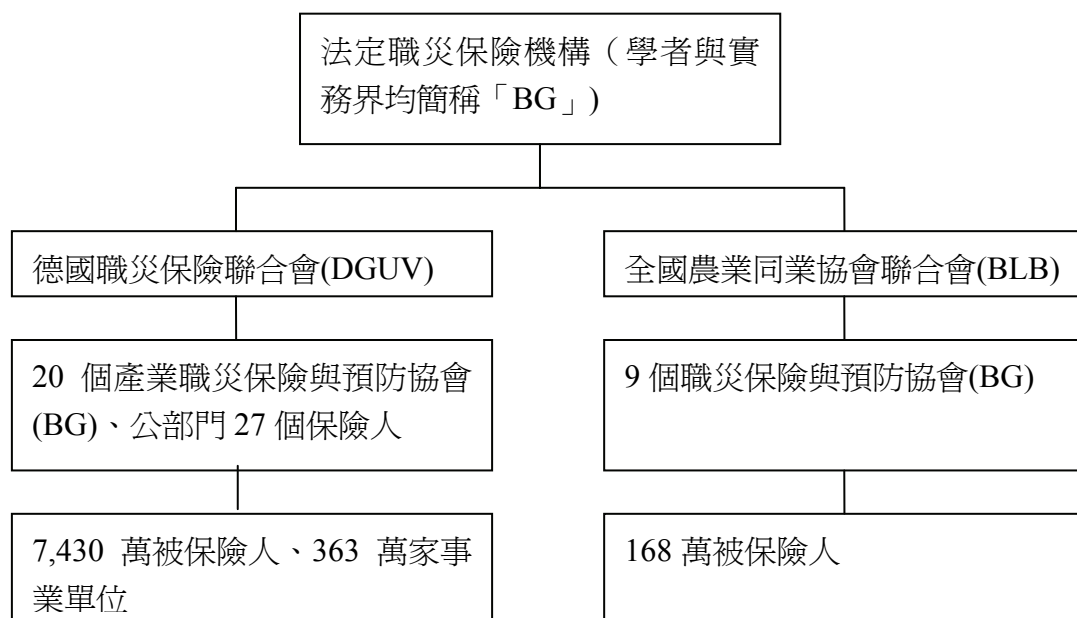 法定職災保險機構（學者與實
務界均簡稱「BG」)
德國職災保險聯合會(DGUV)
全國農業同業協會聯合會(BLB)
20 個產業職災保險與預防協會
(BG)、公部門 27 個保險人
9 個職災保險與預防協會(BG)
7,430 萬被保險人、363 萬家事
業單位
168 萬被保險人